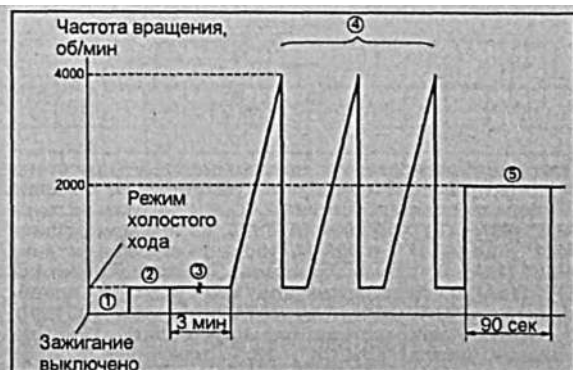 Частота вращения,
об/мин
④
4000
2000
⑤
Режим
холостого
хода
② ③
①
3 мин
90 сек
Зажигание
выключено